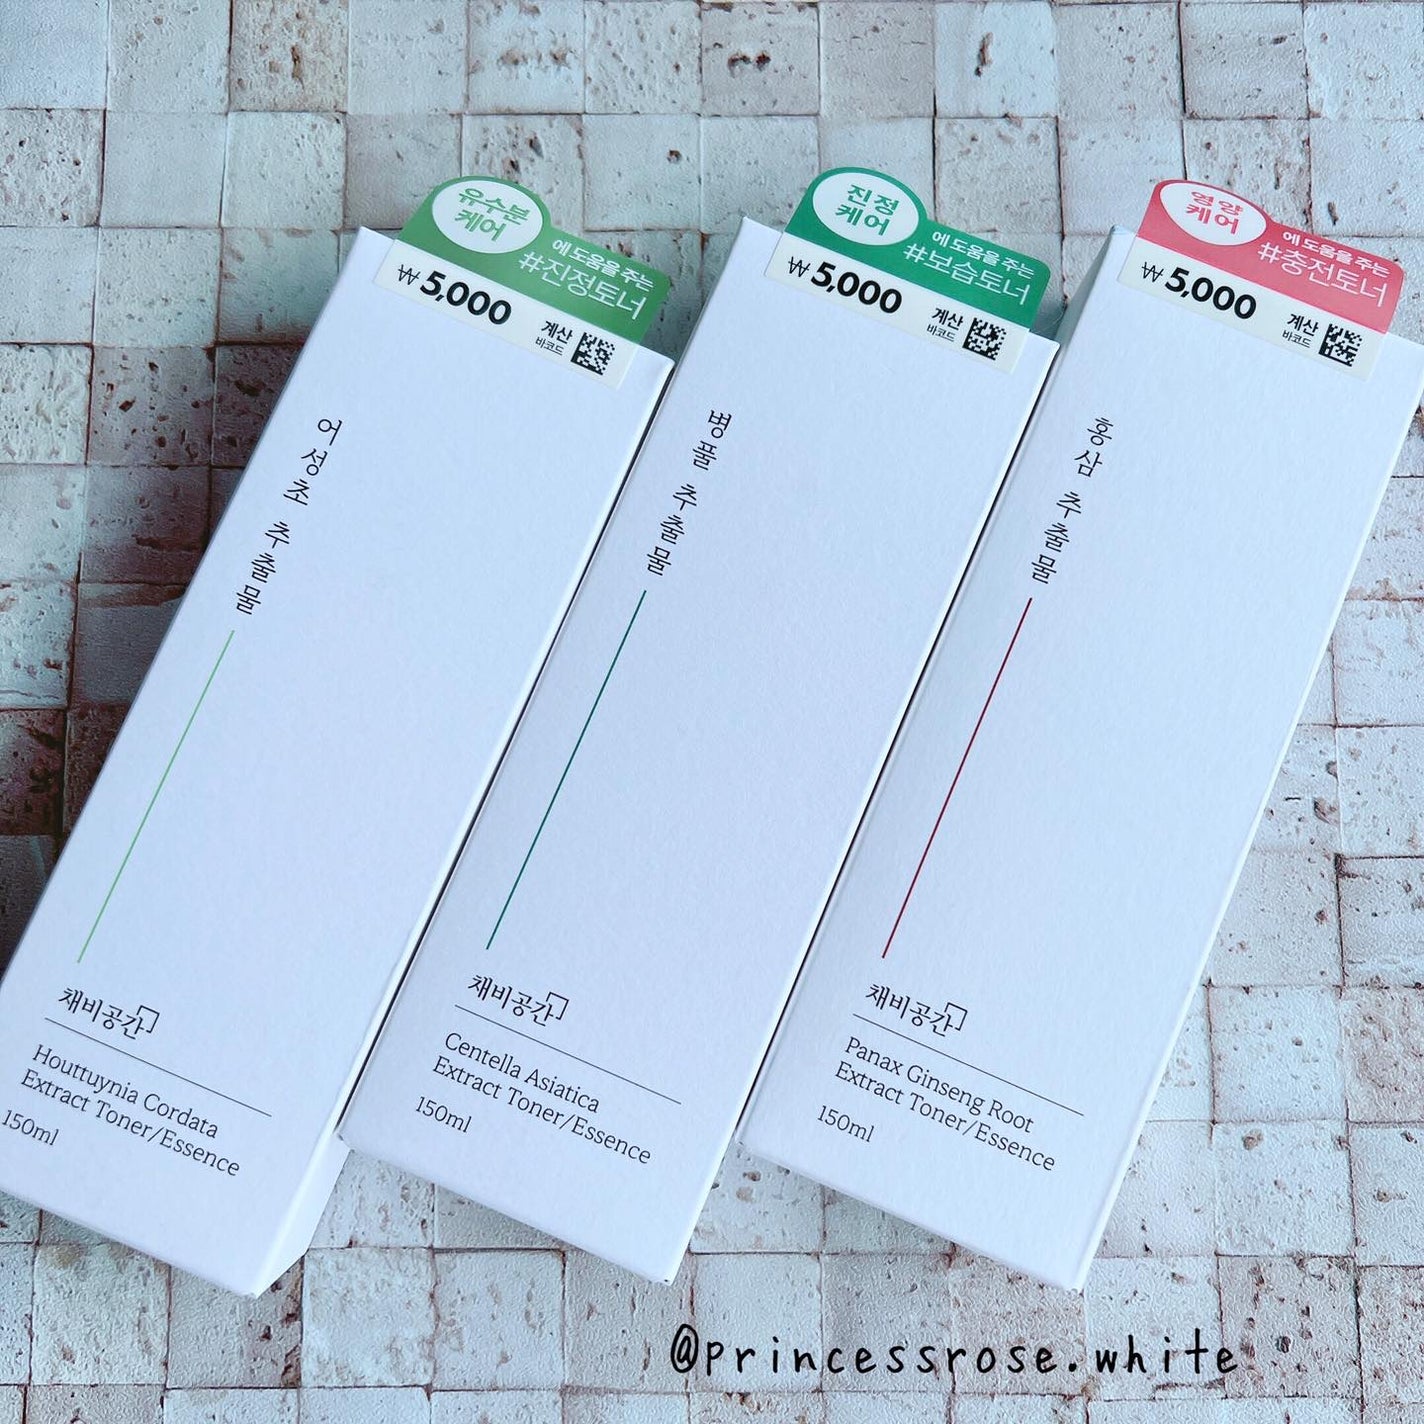 유수분
케어
에 도움을 주는
#진정토너
₩5,000
계산
바코드
어성초 추출물
채비공간
Houttuynia Cordata
Extract Toner/Essence
150ml
진정
케어
에 도움을 주는
#보습토너
₩5,000
계산
바코드
병풀 추출물
채비공간
Centella Asiatica
Extract Toner/Essence
150ml
영양
케어
에 도움을 주는
#충전토너
₩5,000
계산
바코드
홍삼 추출물
채비공간
Panax Ginseng Root
Extract Toner/Essence
150ml
@princessrose.white